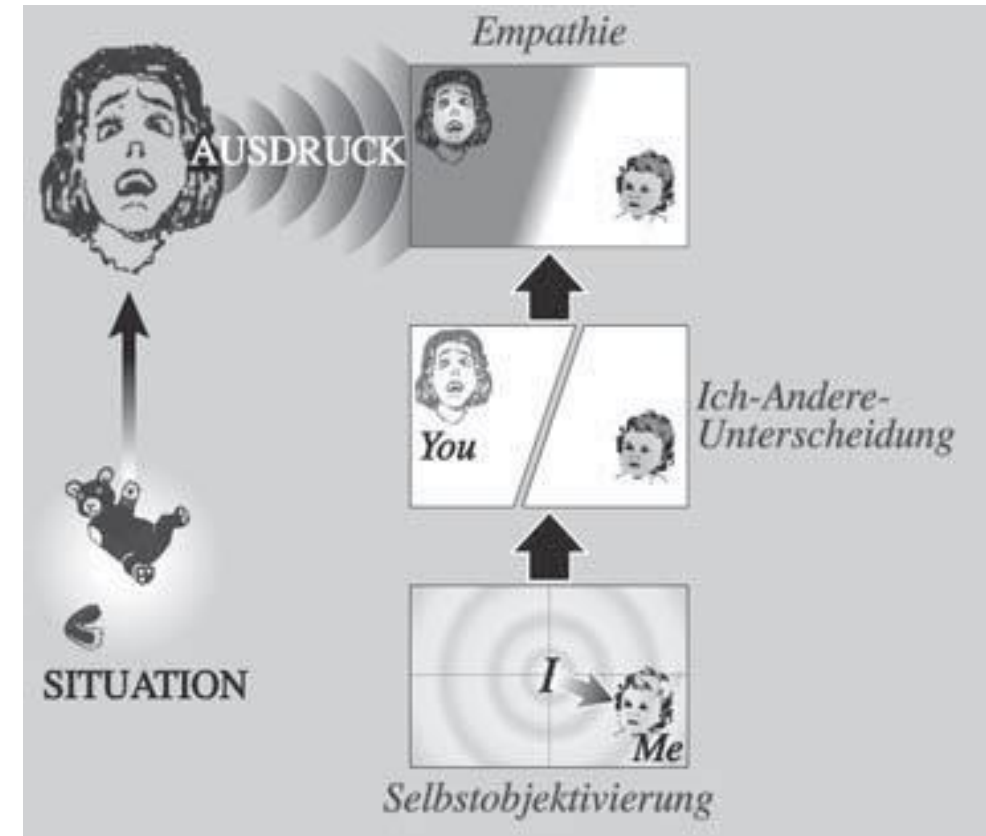 Empathie
AUSDRUCK
You
Ich-Andere-
Unterscheidung
I
Me
SITUATION
Selbstobjektivierung